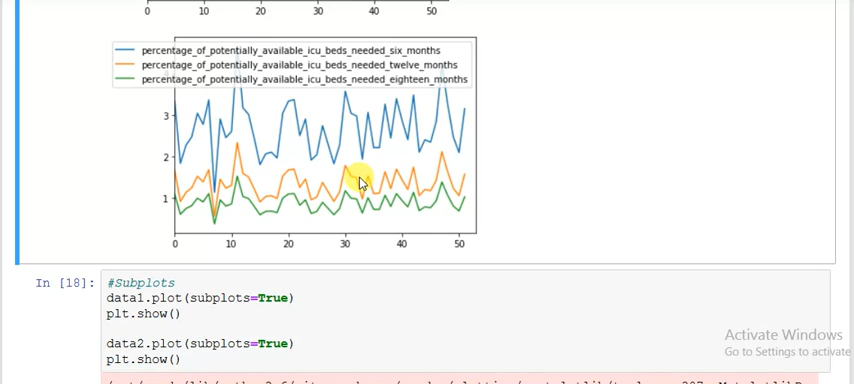 0 10 20 30 40 50
percentage_of_potentially_available_icu_beds_needed_six_months
percentage_of_potentially_available_icu_beds_needed_twelve_months
percentage_of_potentially_available_icu_beds_needed_eighteen_months
3
2
1
0 10 20 30 40 50
In [18]: #Subplots
data1.plot(subplots=True)
plt.show()
data2.plot(subplots=True)
plt.show()
Activate Windows
Go to Settings to activate